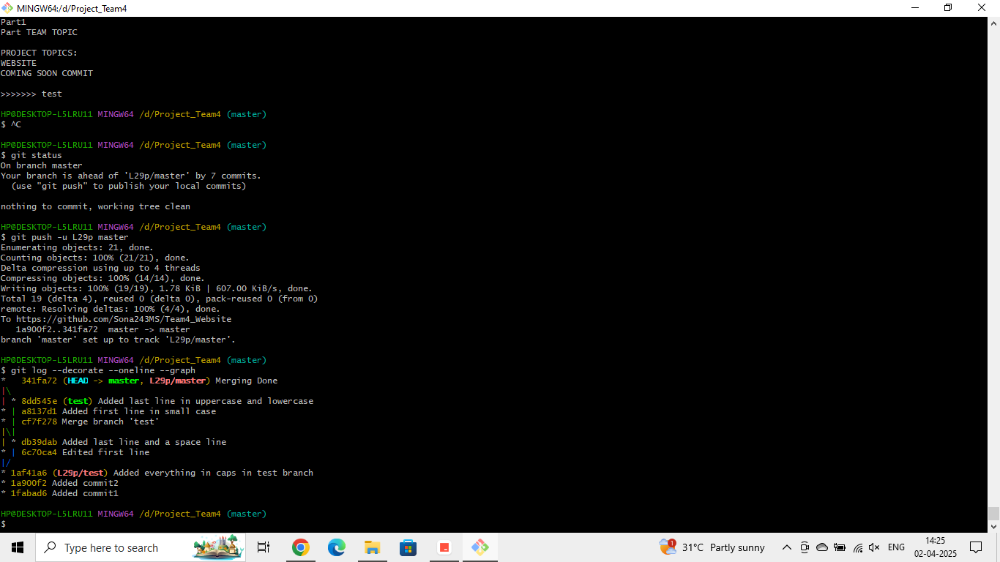 MINGW64:/d/Project_Team4
Part1
Part TEAM TOPIC
PROJECT TOPICS:
WEBSITE
COMING SOON COMMIT
>>>>>>> test
HP@DESKTOP-L5LRU11 MINGW64 /d/Project_Team4 (master)
$ ^C
HP@DESKTOP-L5LRU11 MINGW64 /d/Project_Team4 (master)
$ git status
On branch master
Your branch is ahead of 'L29p/master' by 7 commits.
  (use "git push" to publish your local commits)
nothing to commit, working tree clean
HP@DESKTOP-L5LRU11 MINGW64 /d/Project_Team4 (master)
$ git push -u L29p master
Enumerating objects: 21, done.
Counting objects: 100% (21/21), done.
Delta compression using up to 4 threads
Compressing objects: 100% (14/14), done.
Writing objects: 100% (19/19), 1.78 KiB | 607.00 KiB/s, done.
Total 19 (delta 4), reused 0 (delta 0), pack-reused 0 (from 0)
remote: Resolving deltas: 100% (4/4), done.
To https://github.com/Sona243MS/Team4_Website
   1a900f2..341fa72  master -> master
branch 'master' set up to track 'L29p/master'.
HP@DESKTOP-L5LRU11 MINGW64 /d/Project_Team4 (master)
$ git log --decorate --oneline --graph
*   341fa72 (HEAD -> master, L29p/master) Merging Done
|\
| * 8dd545e (test) Added last line in uppercase and lowercase
* | a8137d1 Added first line in small case
* | cf7f278 Merge branch 'test'
|\|
| * db39dab Added last line and a space line
* | 6c70ca4 Edited first line
|/
* 1af41a6 (L29p/test) Added everything in caps in test branch
* 1a900f2 Added commit2
* 1fabad6 Added commit1
HP@DESKTOP-L5LRU11 MINGW64 /d/Project_Team4 (master)
$
Type here to search
1
31°C Partly sunny
ENG
14:25
02-04-2025